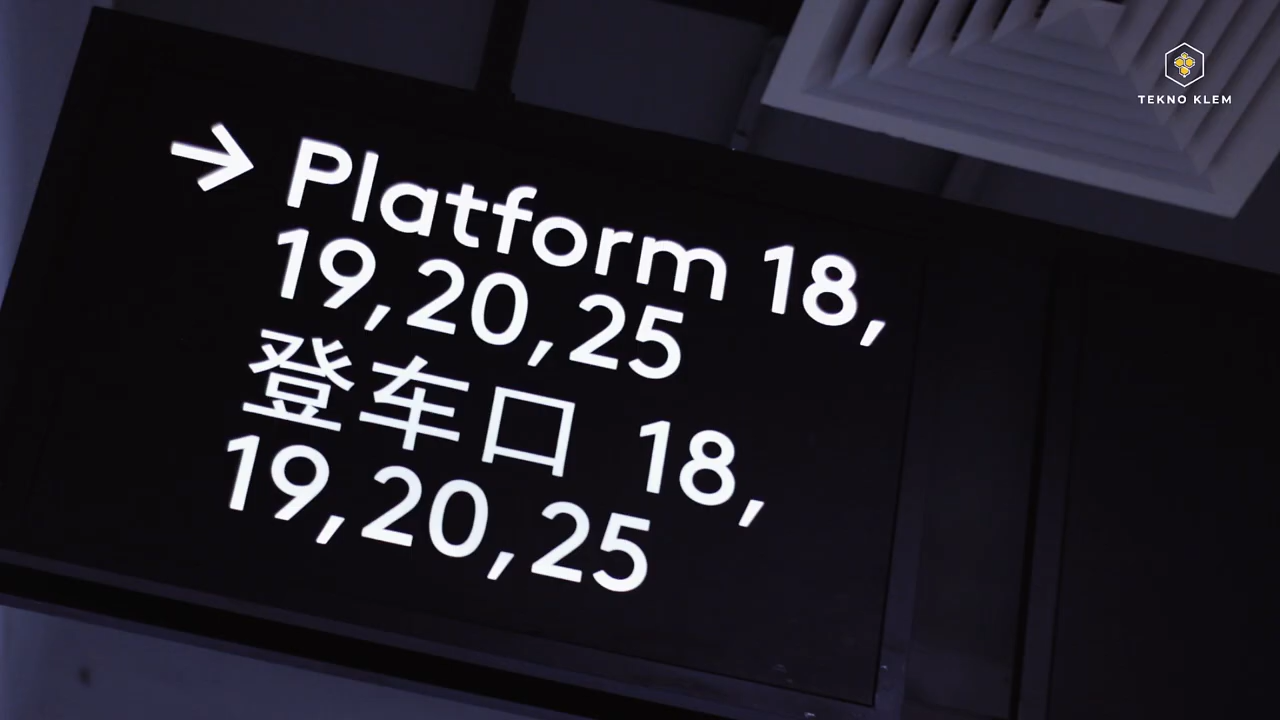 → Platform 18,
19,20,25
登车口 18,
19,20,25
TEKNO KLEM